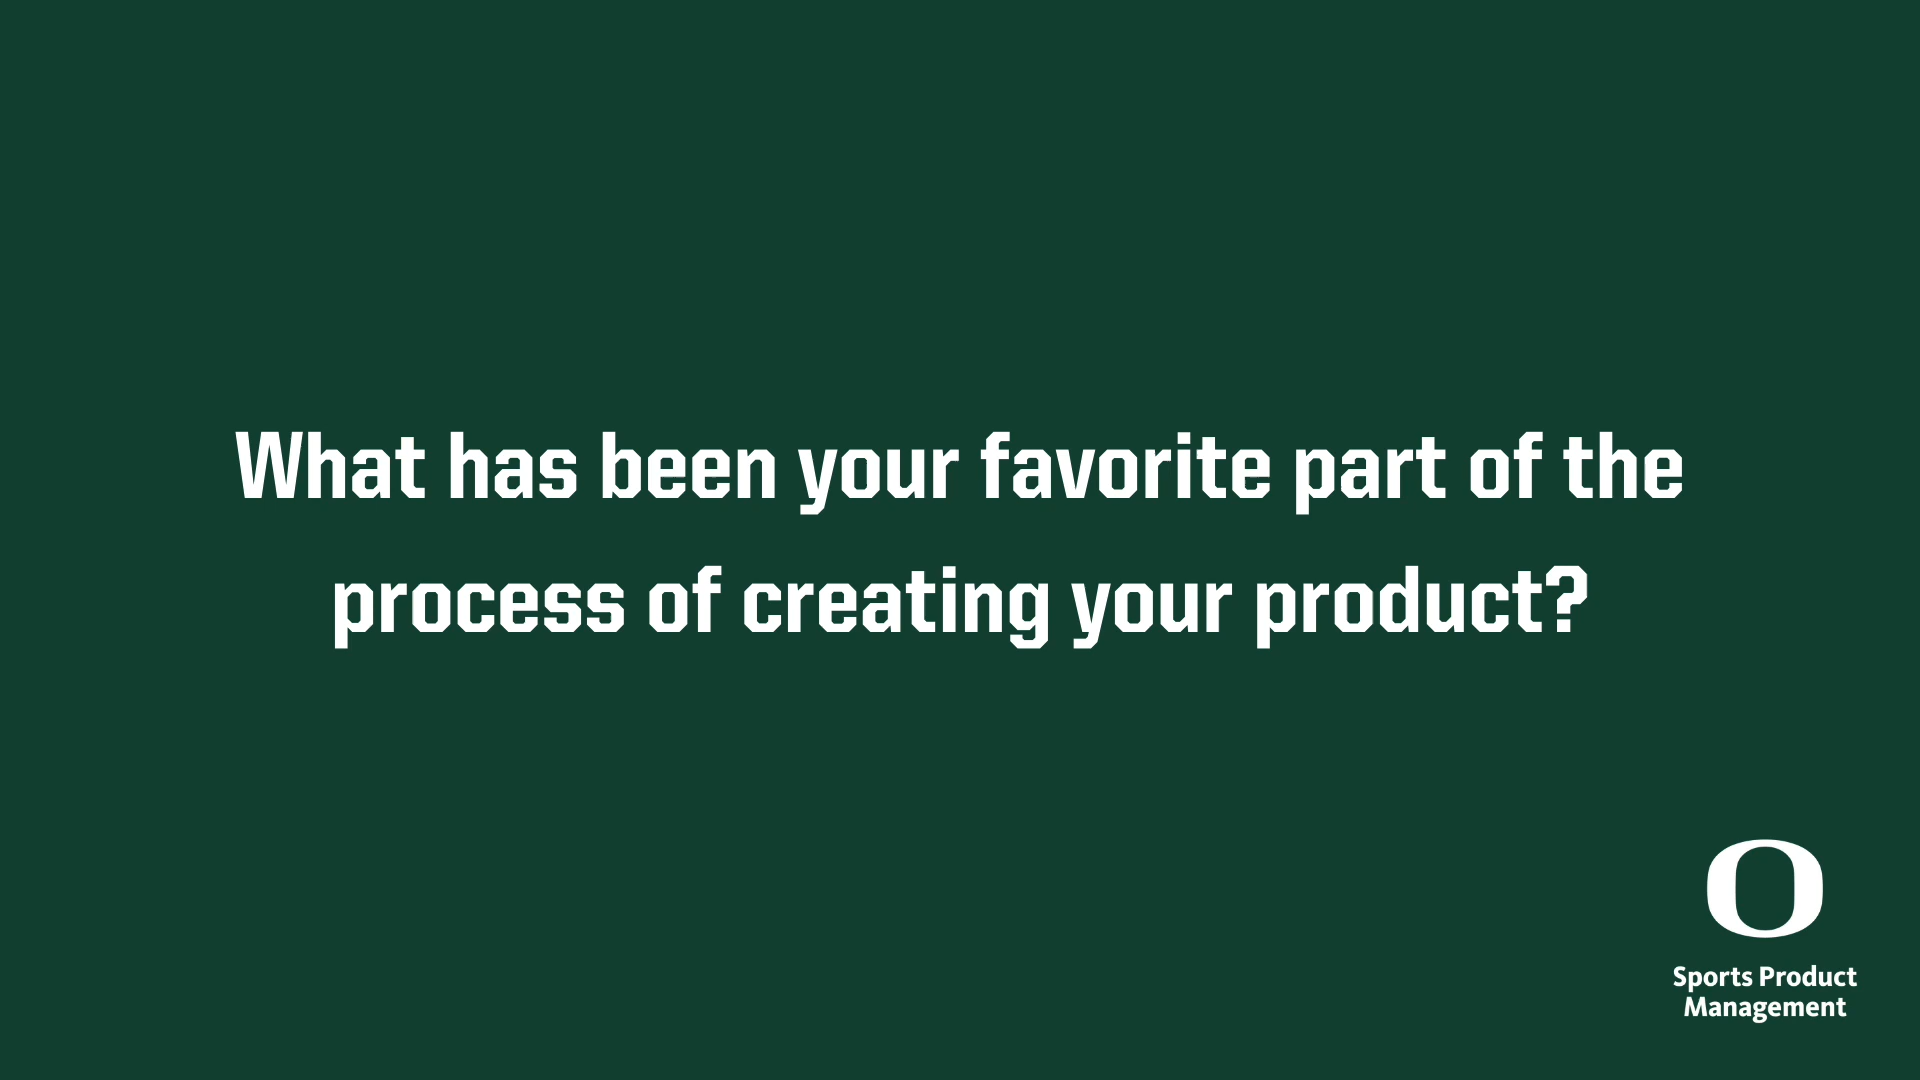 What has been your favorite part of the
process of creating your product?
O
Sports Product
Management